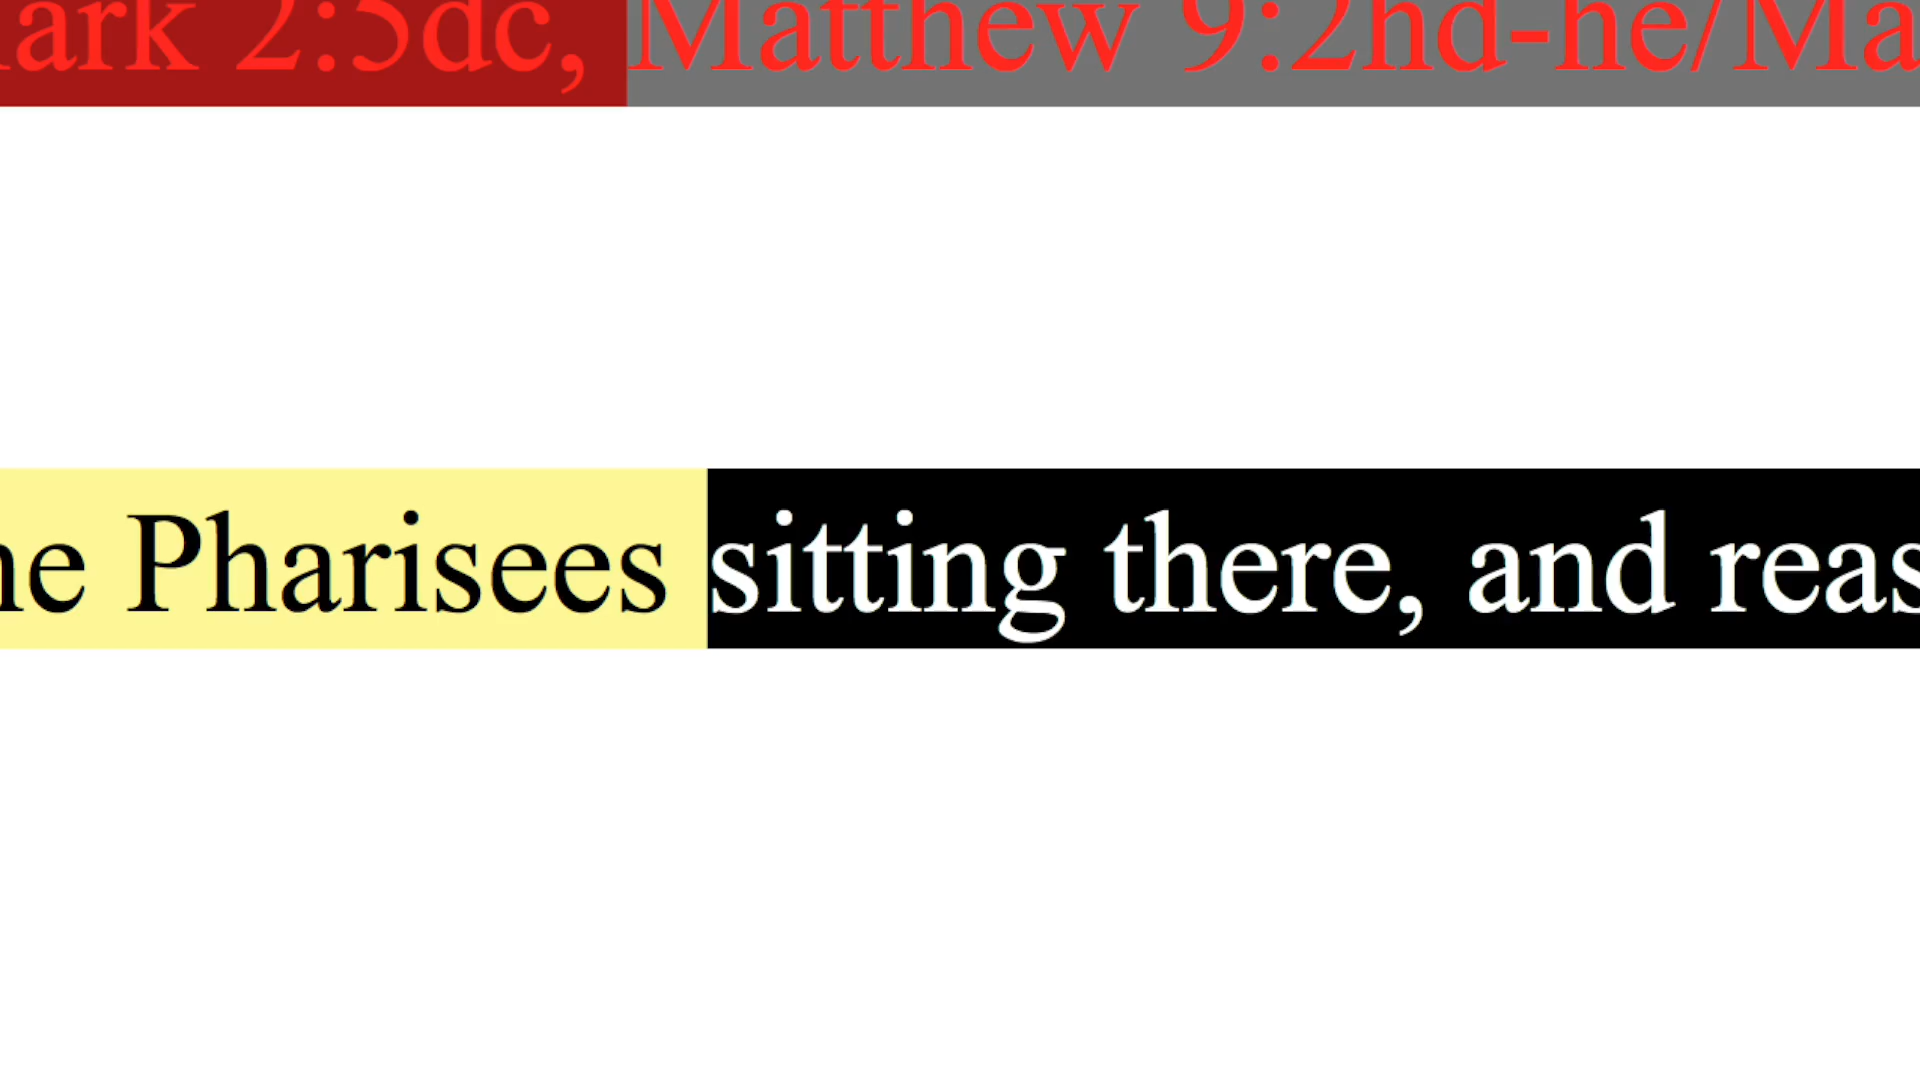 ark 2:5dc, Matthew 9:2hd-he/Ma
he Pharisees sitting there, and reas